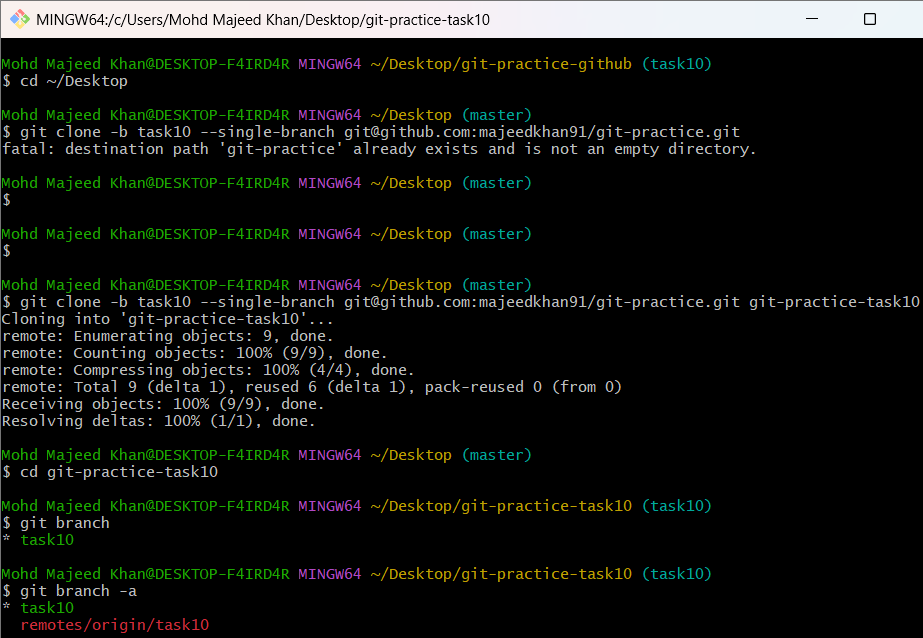 MINGW64:/c/Users/Mohd Majeed Khan/Desktop/git-practice-task10
Mohd Majeed Khan@DESKTOP-F4IRD4R MINGW64 ~/Desktop/git-practice-github (task10)
$ cd ~/Desktop
Mohd Majeed Khan@DESKTOP-F4IRD4R MINGW64 ~/Desktop (master)
$ git clone -b task10 --single-branch git@github.com:majeedkhan91/git-practice.git
fatal: destination path 'git-practice' already exists and is not an empty directory.
Mohd Majeed Khan@DESKTOP-F4IRD4R MINGW64 ~/Desktop (master)
$
Mohd Majeed Khan@DESKTOP-F4IRD4R MINGW64 ~/Desktop (master)
$
Mohd Majeed Khan@DESKTOP-F4IRD4R MINGW64 ~/Desktop (master)
$ git clone -b task10 --single-branch git@github.com:majeedkhan91/git-practice.git git-practice-task10
Cloning into 'git-practice-task10'...
remote: Enumerating objects: 9, done.
remote: Counting objects: 100% (9/9), done.
remote: Compressing objects: 100% (4/4), done.
remote: Total 9 (delta 1), reused 6 (delta 1), pack-reused 0 (from 0)
Receiving objects: 100% (9/9), done.
Resolving deltas: 100% (1/1), done.
Mohd Majeed Khan@DESKTOP-F4IRD4R MINGW64 ~/Desktop (master)
$ cd git-practice-task10
Mohd Majeed Khan@DESKTOP-F4IRD4R MINGW64 ~/Desktop/git-practice-task10 (task10)
$ git branch
* task10
Mohd Majeed Khan@DESKTOP-F4IRD4R MINGW64 ~/Desktop/git-practice-task10 (task10)
$ git branch -a
* task10
  remotes/origin/task10